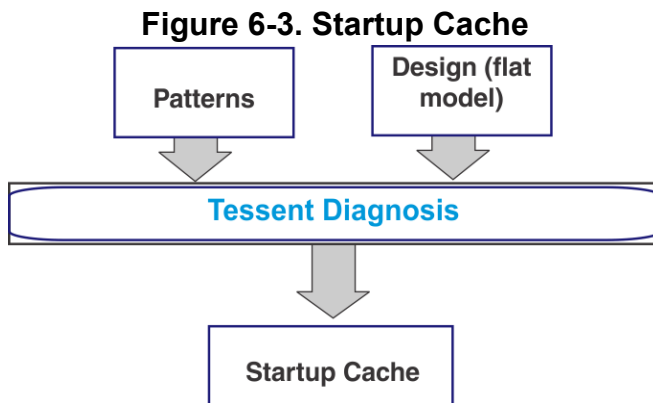 Figure 6-3. Startup Cache
Patterns
Design (flat
model)
Tessent Diagnosis
Startup Cache